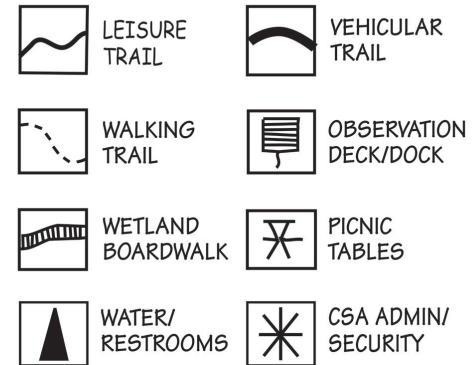 LEISURE
TRAIL
VEHICULAR
TRAIL
WALKING
TRAIL
OBSERVATION
DECK/DOCK
WETLAND
BOARDWALK
PICNIC
TABLES
WATER/
RESTROOMS
CSA ADMIN/
SECURITY